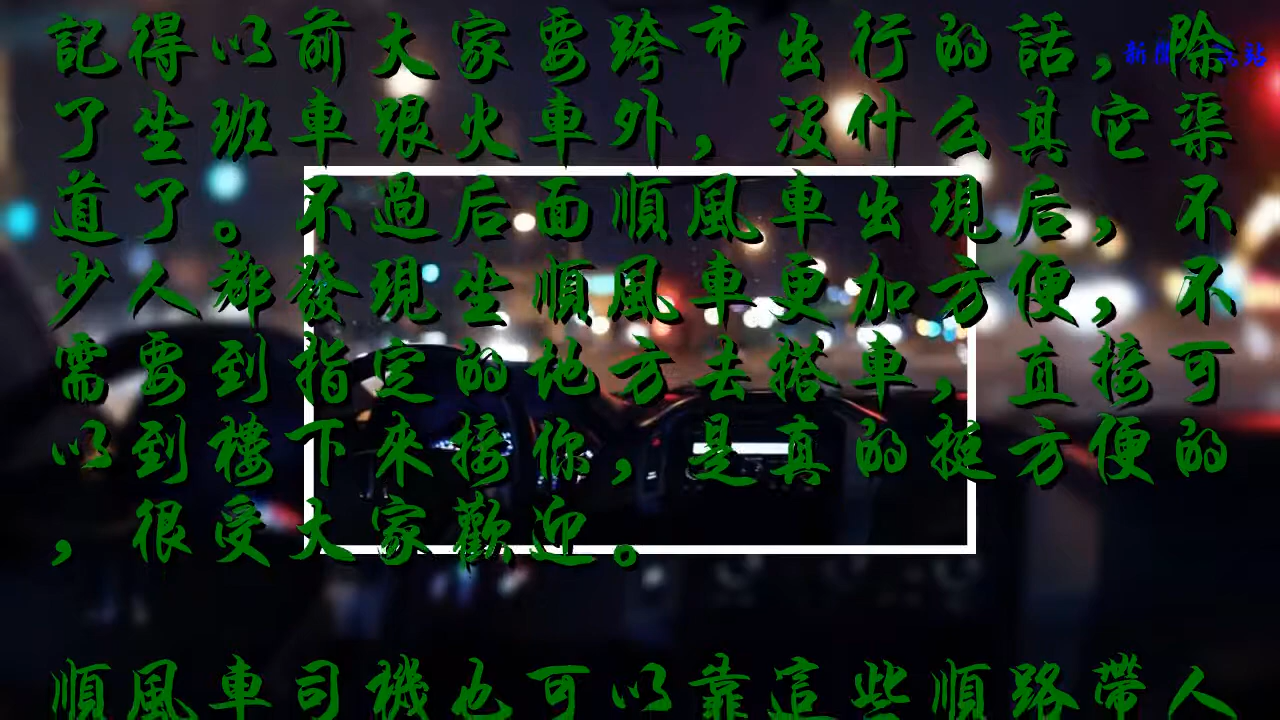 記得以前大家要跨市出行的話，除
了坐班車跟火車外，沒什么其它渠
道了。不過后面順風車出現后，不
少人都發現坐順風車更加方便，不
需要到指定的地方去搭車，直接可
以到樓下來接你，是真的挺方便的
，很受大家歡迎。
順風車司機也可以靠這些順路帶人